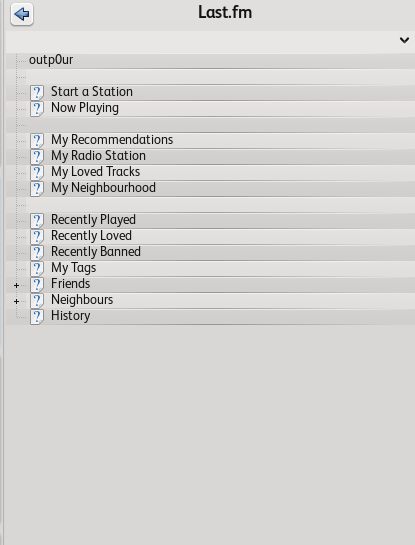 Last.fm
outp0ur
Start a Station
Now Playing
My Recommendations
My Radio Station
My Loved Tracks
My Neighbourhood
Recently Played
Recently Loved
Recently Banned
My Tags
Friends
Neighbours
History